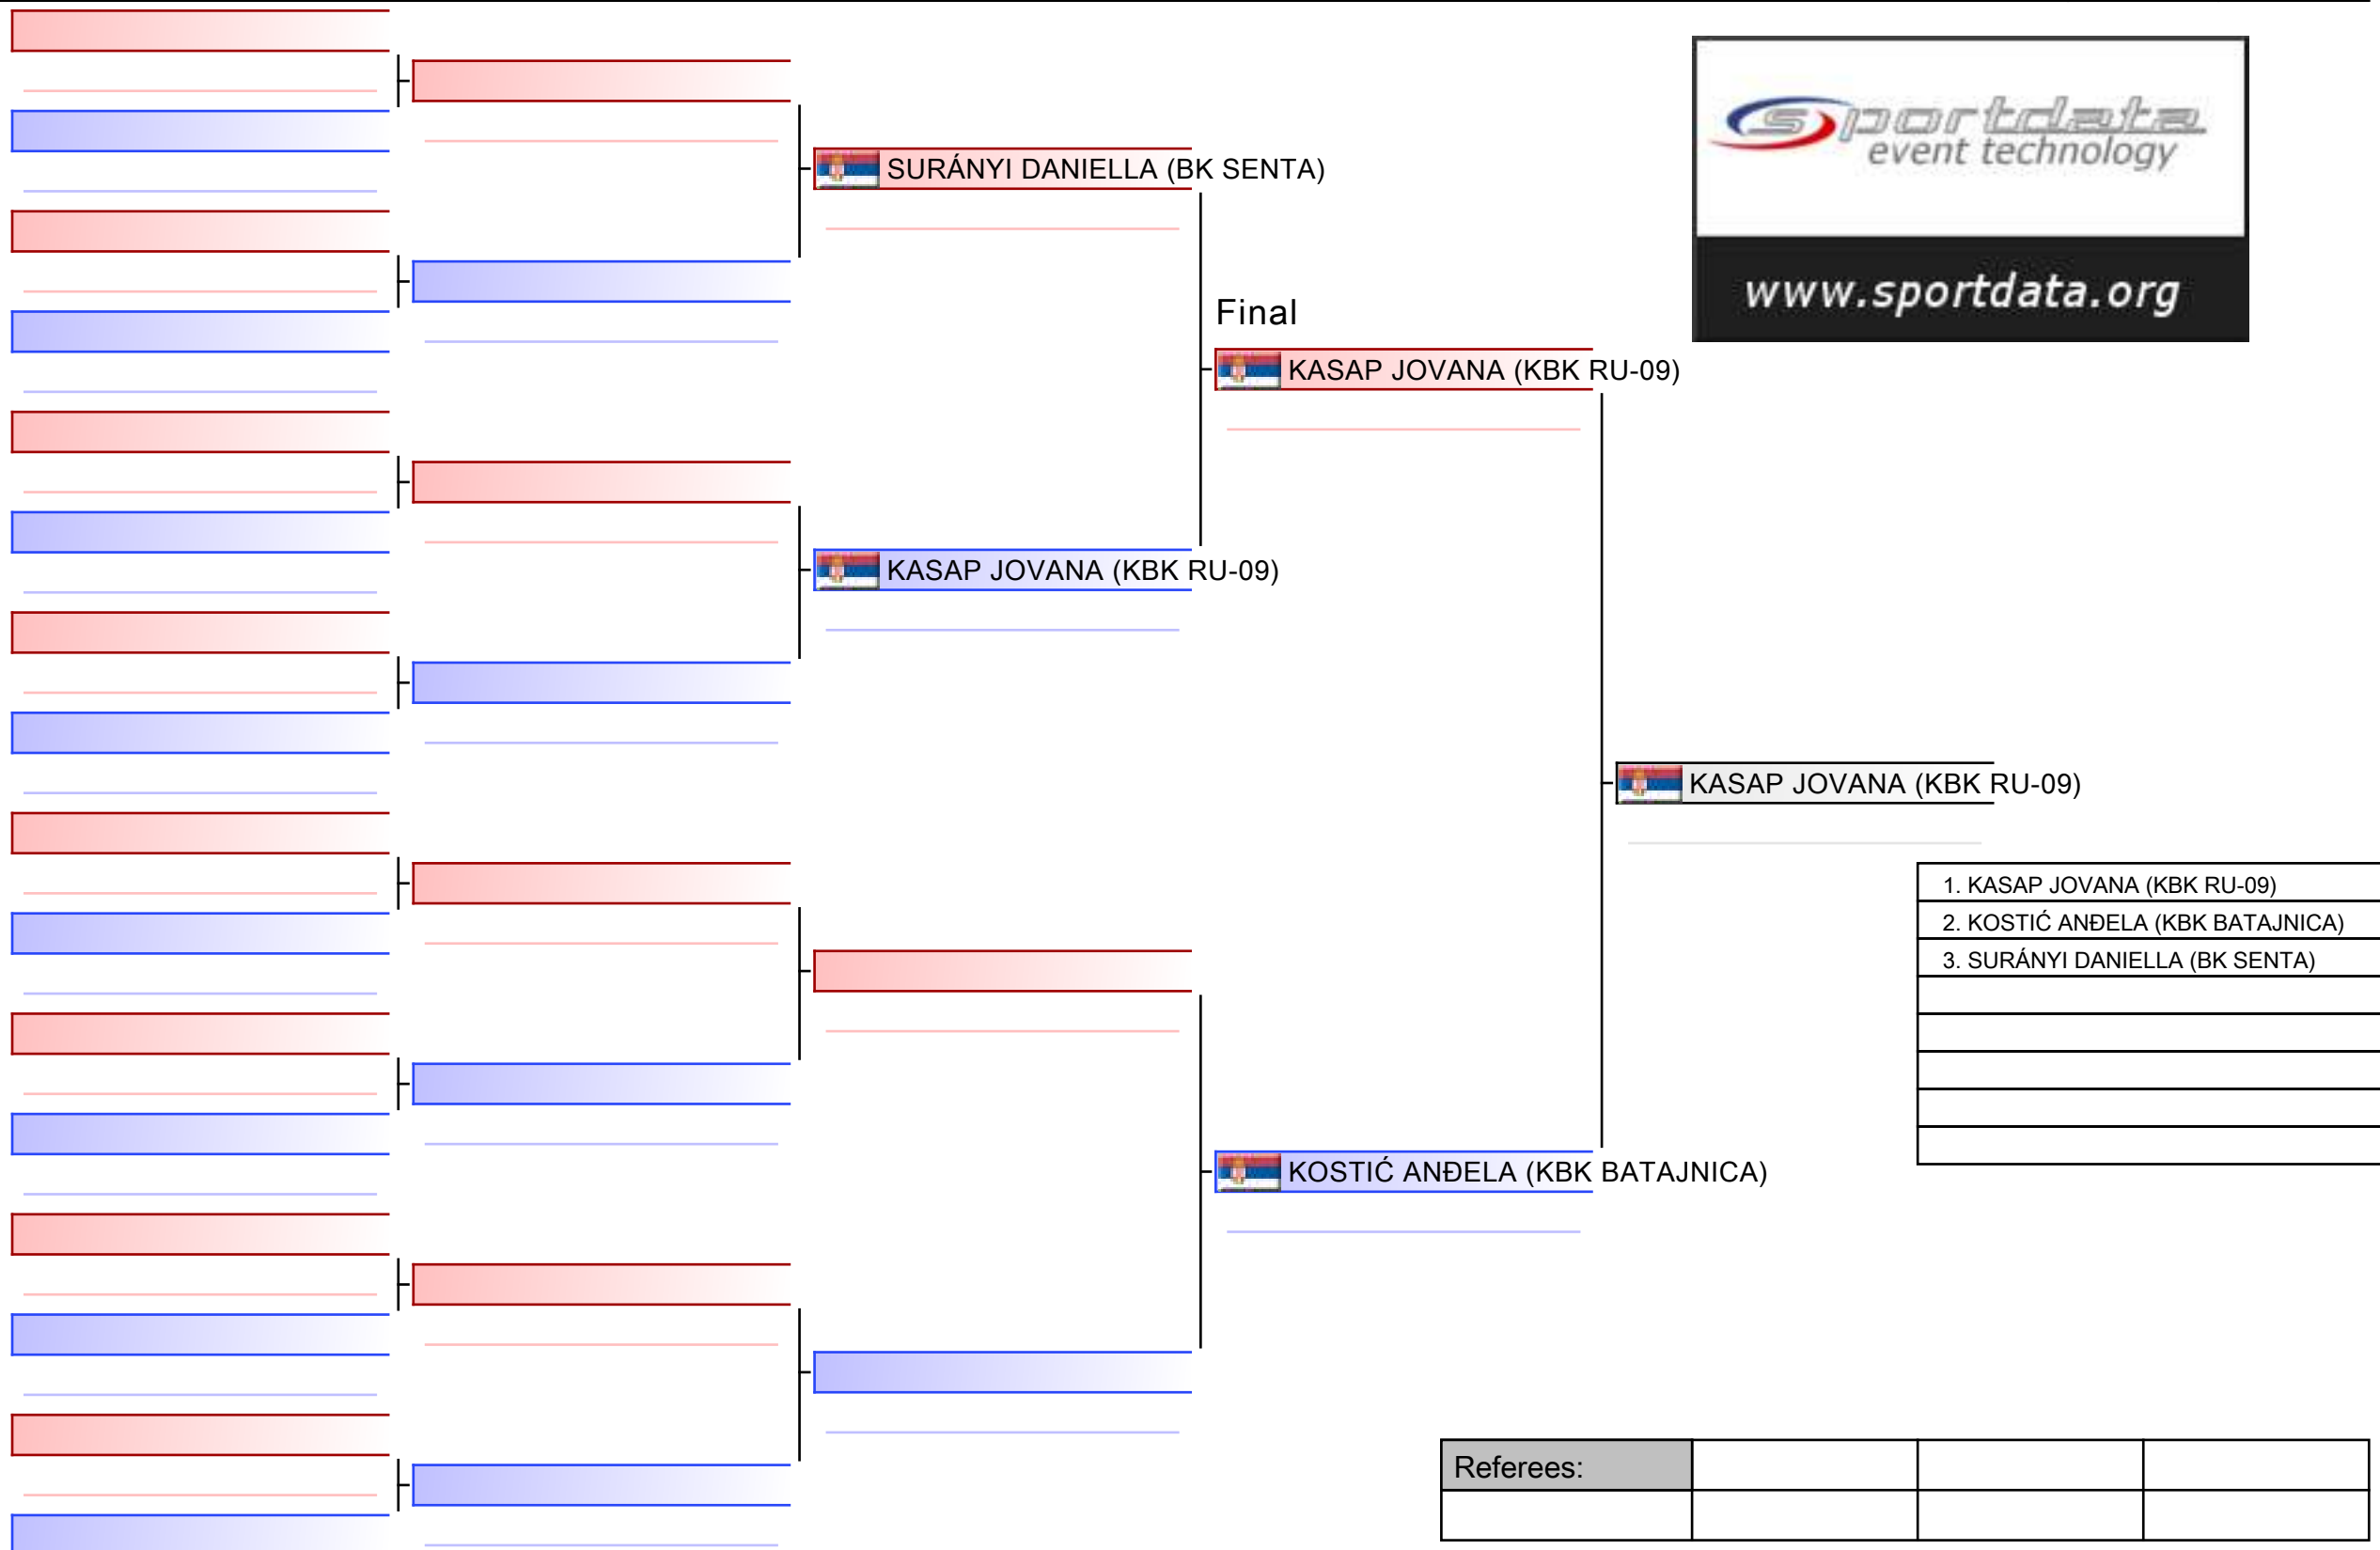 sportdata
event technology
www.sportdata.org
SURÁNYI DANIELLA (BK SENTA)
Final
KASAP JOVANA (KBK RU-09)
KASAP JOVANA (KBK RU-09)
KASAP JOVANA (KBK RU-09)
1. KASAP JOVANA (KBK RU-09)
2. KOSTIĆ ANĐELA (KBK BATAJNICA)
3. SURÁNYI DANIELLA (BK SENTA)
KOSTIĆ ANĐELA (KBK BATAJNICA)
Referees: